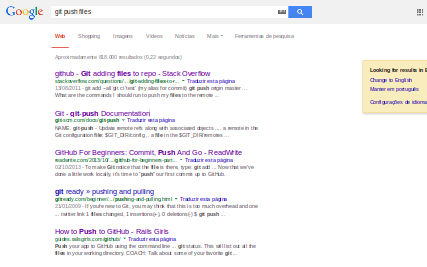 Google git push files
Web Shopping Imagens Vídeos Notícias Mais Ferramentas de pesquisa
Aproximadamente 818.000 resultados (0,22 segundos)
github - Git adding files to repo - Stack Overflow
stackoverflow.com/questions/.../git-adding-files-to-r... Traduzir esta página
git add --all git ci 'test' (my alias for commit) git push origin master ...
What are the commands I should run to push my files to the remote ...
Git - git-push Documentation
git-scm.com/docs/git-push Traduzir esta página
NAME. git-push - Update remote refs along with associated objects ... a remote in the
Git configuration file: $GIT_DIR/config , a file in the $GIT_DIR/remotes ...
GitHub For Beginners: Commit, Push And Go - ReadWrite
readwrite.com/2013/10/.../github-for-beginners-part... Traduzir esta página
02/10/2013 - To make Git notice that the file is there, type: git add ... Now that we've
done a little work locally, it's time to "push" our first commit up to GitHub.
git ready » pushing and pulling
gitready.com/beginner/.../pushing-and-pulling.html Traduzir esta página
21/01/2009 - If you're new to Git, you may think that this is too much overhead and one
... twitter link 1 files changed, 1 insertions(+), 0 deletions(-) $ git push ...
How to Push to GitHub - Rails Girls
guides.railsgirls.com/github/ Traduzir esta página
Push your app to GitHub using the command line ... git status. This will list out all the
files in your working directory. COACH: Talk about some of your favorite git ...
Looking for results in E
Change to English
Manter em português
Configurações de idioma